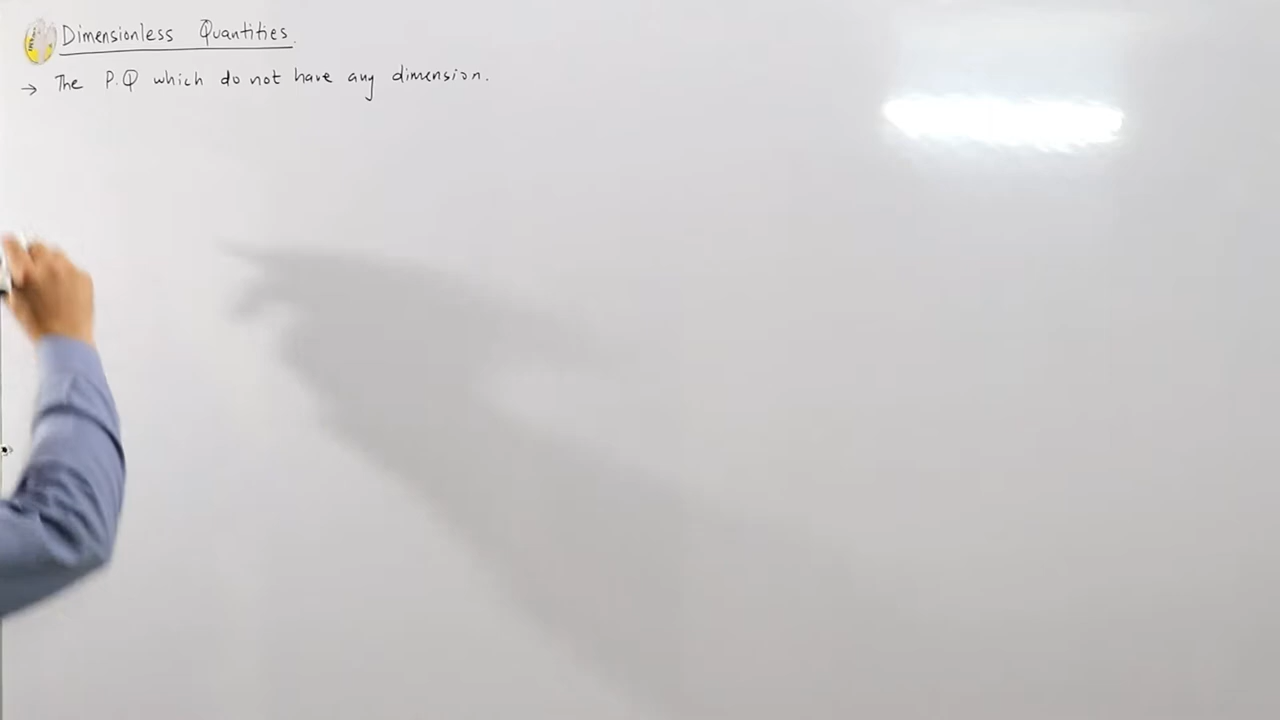 Dimensionless Quantities.
→ The P.Q which do not have any dimension.